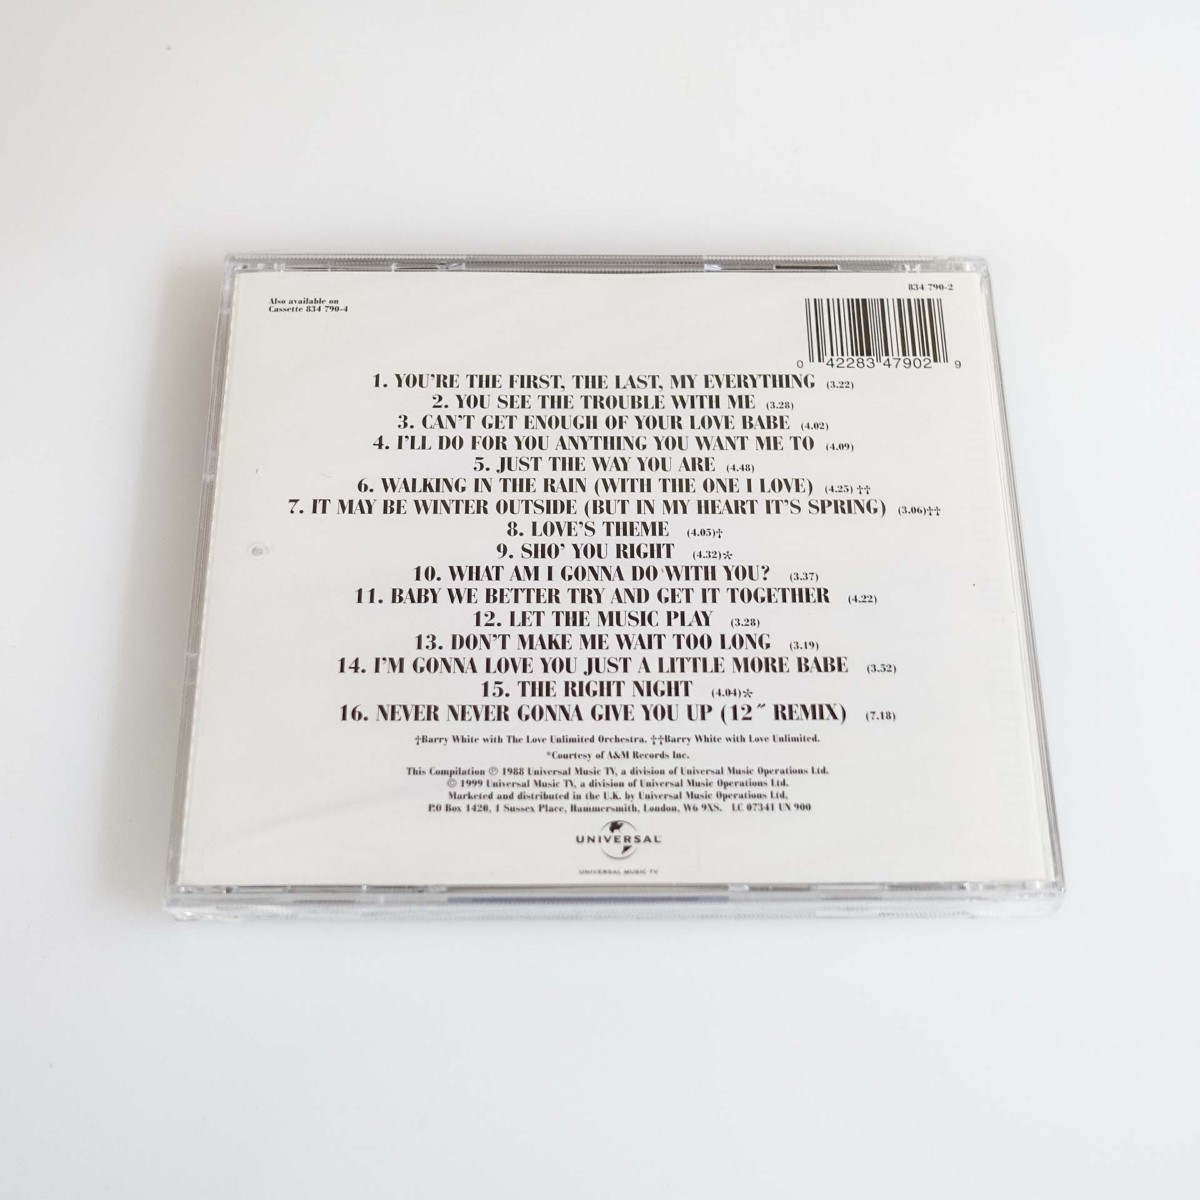 834 790-2
Also available on
Cassette 834 790-4
0 42283 47902 9
1. YOU'RE THE FIRST, THE LAST, MY EVERYTHING (3.22)
2. YOU SEE THE TROUBLE WITH ME (3.28)
3. CAN'T GET ENOUGH OF YOUR LOVE BABE (4.02)
4. I'LL DO FOR YOU ANYTHING YOU WANT ME TO (4.09)
5. JUST THE WAY YOU ARE (4.48)
6. WALKING IN THE RAIN (WITH THE ONE I LOVE) (4.25) ††
7. IT MAY BE WINTER OUTSIDE (BUT IN MY HEART IT'S SPRING) (3.06)††
8. LOVE'S THEME (4.05)†
9. SHO' YOU RIGHT (4.32)*
10. WHAT AM I GONNA DO WITH YOU? (3.37)
11. BABY WE BETTER TRY AND GET IT TOGETHER (4.22)
12. LET THE MUSIC PLAY (3.28)
13. DON'T MAKE ME WAIT TOO LONG (3.19)
14. I'M GONNA LOVE YOU JUST A LITTLE MORE BABE (3.52)
15. THE RIGHT NIGHT (4.04)*
16. NEVER NEVER GONNA GIVE YOU UP (12″ REMIX) (7.18)
†Barry White with The Love Unlimited Orchestra. ††Barry White with Love Unlimited.
*Courtesy of A&M Records Inc.
This Compilation ℗ 1988 Universal Music TV, a division of Universal Music Operations Ltd.
© 1999 Universal Music TV, a division of Universal Music Operations Ltd.
Marketed and distributed in the U.K. by Universal Music Operations Ltd,
P.O Box 1420, 1 Sussex Place, Hammersmith, London, W6 9XS. LC 07341 UN 900
UNIVERSAL
UNIVERSAL MUSIC TV